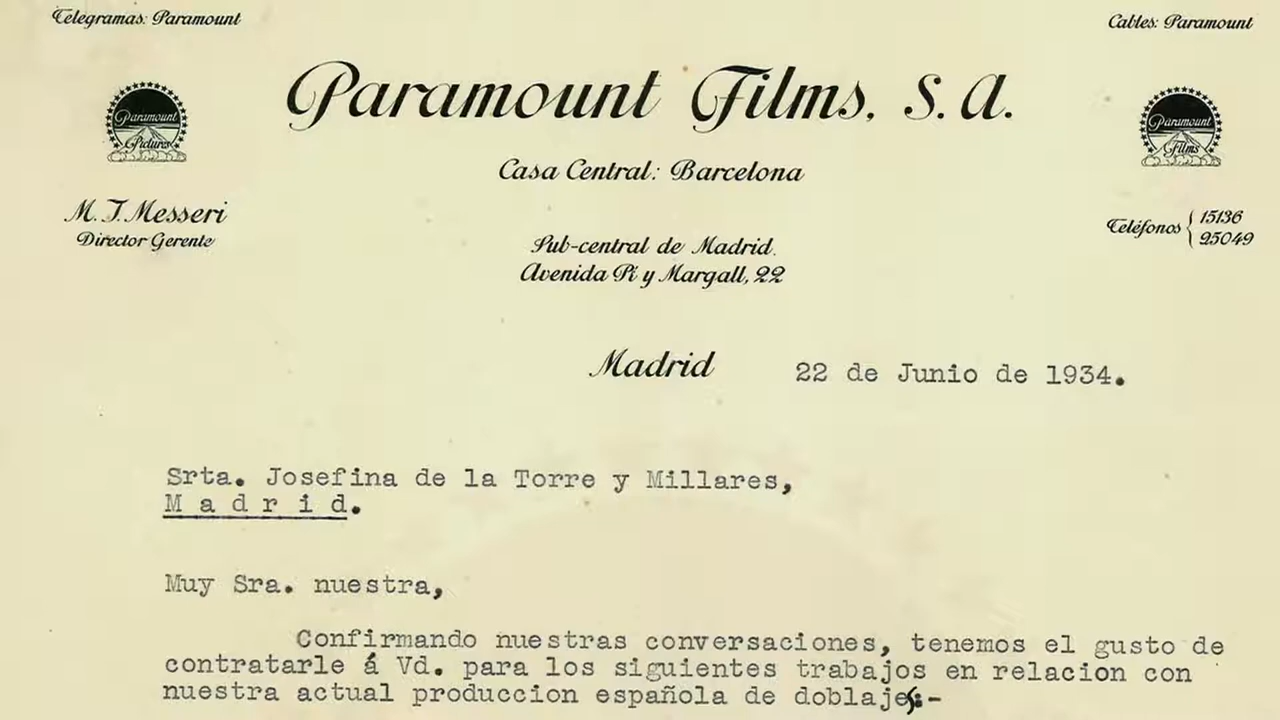 Telegramas: Paramount
Cables: Paramount
Paramount Films, S. A.
Paramount
Pictures
Paramount
Films
Casa Central: Barcelona
M. T. Messeri
Director Gerente
Teléfonos { 15136
25049
Sub-central de Madrid.
Avenida Pí y Margall, 22
Madrid 22 de Junio de 1934.
Srta. Josefina de la Torre y Millares,
M a d r i d.
Muy Sra. nuestra,
Confirmando nuestras conversaciones, tenemos el gusto de
contratarle á Vd. para los siguientes trabajos en relacion con
nuestra actual produccion española de doblajes:-